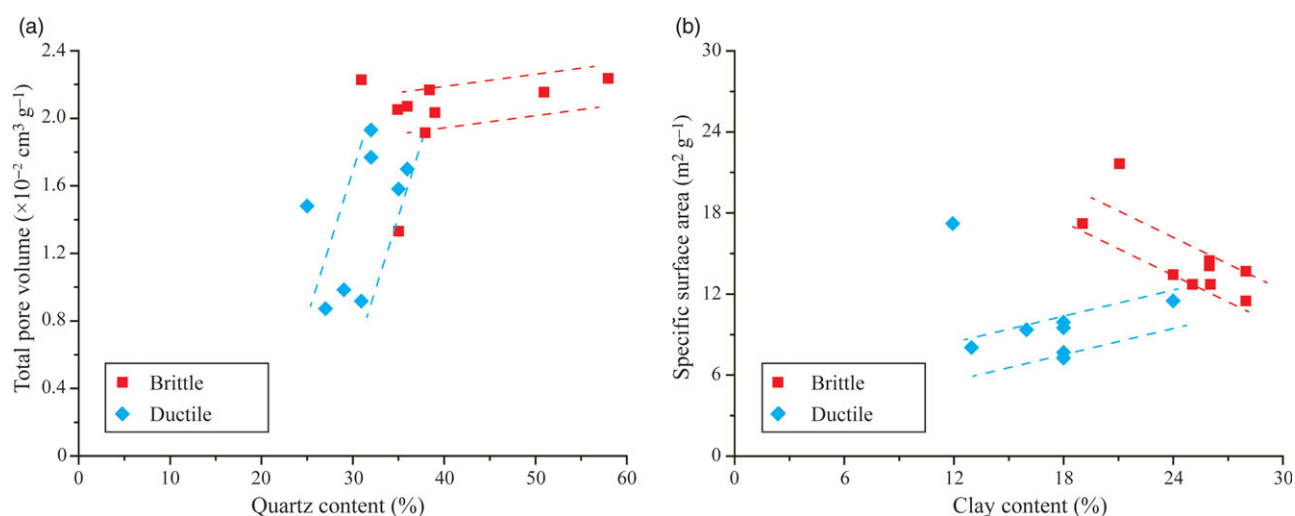 (a)
Total pore volume (×10⁻² cm³ g⁻¹)
2.4
2.0
1.6
1.2
0.8
0.4
0
Brittle
Ductile
0 10 20 30 40 50 60
Quartz content (%)
(b)
Specific surface area (m² g⁻¹)
30
24
18
12
6
0
Brittle
Ductile
0 6 12 18 24 30
Clay content (%)